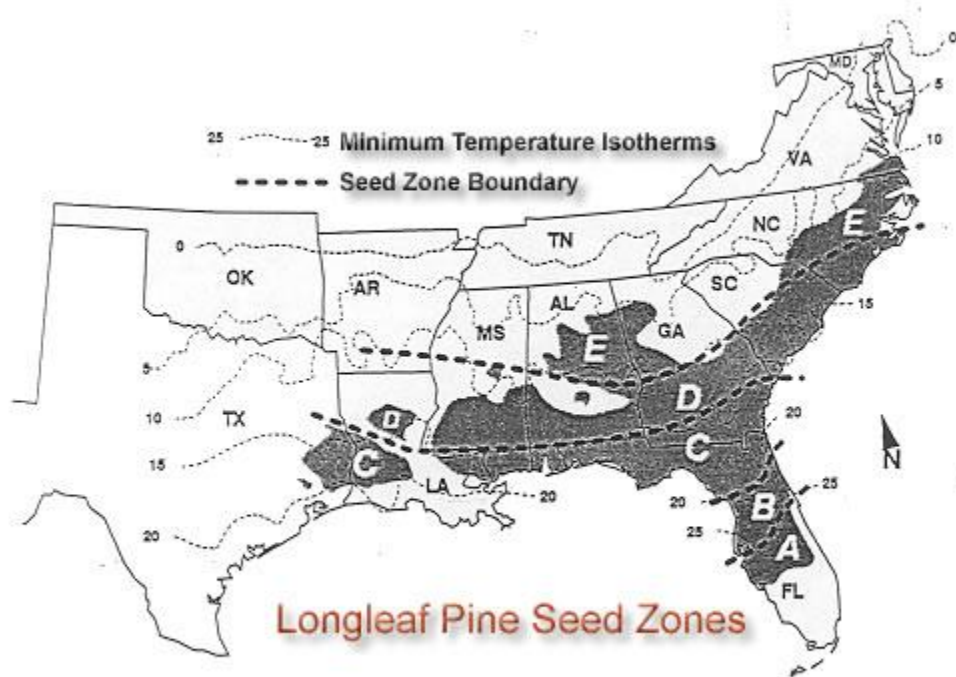 0
MD
5
10
25 25 Minimum Temperature Isotherms
VA
Seed Zone Boundary
E
NC
TN
0
OK
AR
SC
AL
15
MS
GA
E
5
D
10
TX
D
20
C
15
C
N
LA
20
25
20
B
25
20
A
FL
Longleaf Pine Seed Zones